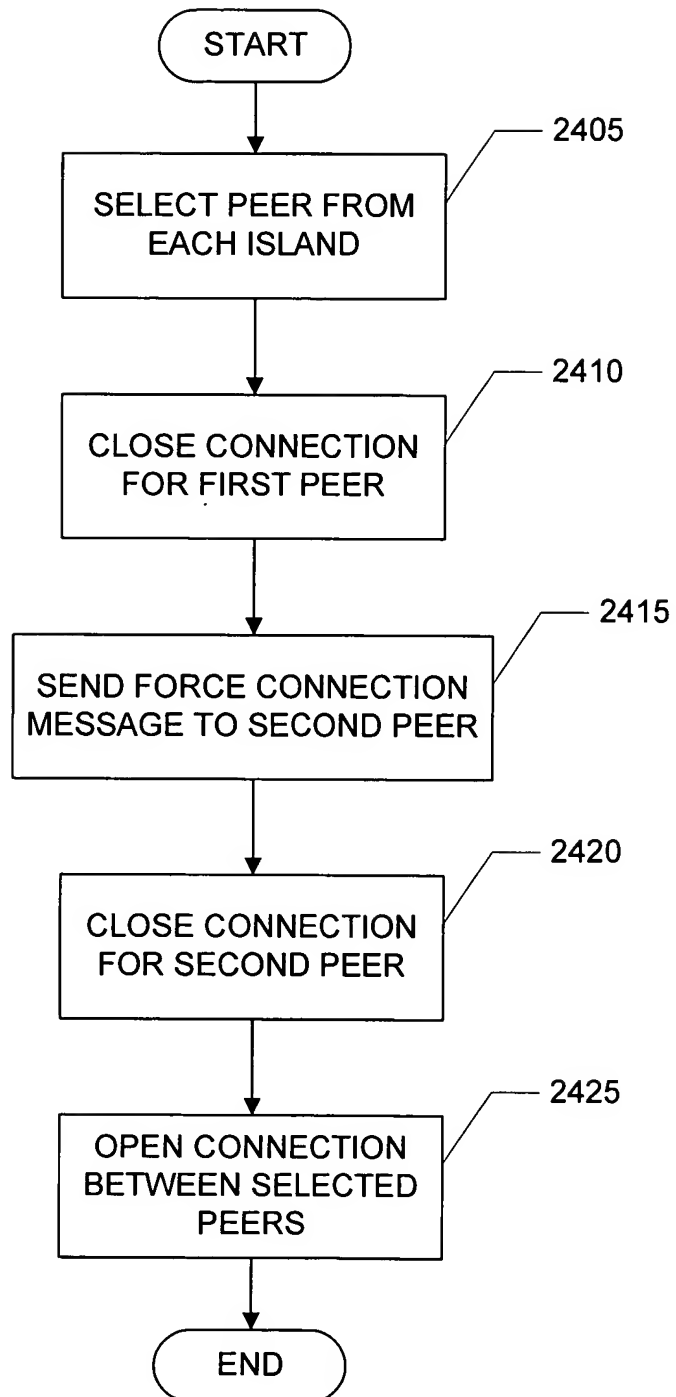 START
2405
SELECT PEER FROM
EACH ISLAND
2410
CLOSE CONNECTION
FOR FIRST PEER
2415
SEND FORCE CONNECTION
MESSAGE TO SECOND PEER
2420
CLOSE CONNECTION
FOR SECOND PEER
2425
OPEN CONNECTION
BETWEEN SELECTED
PEERS
END